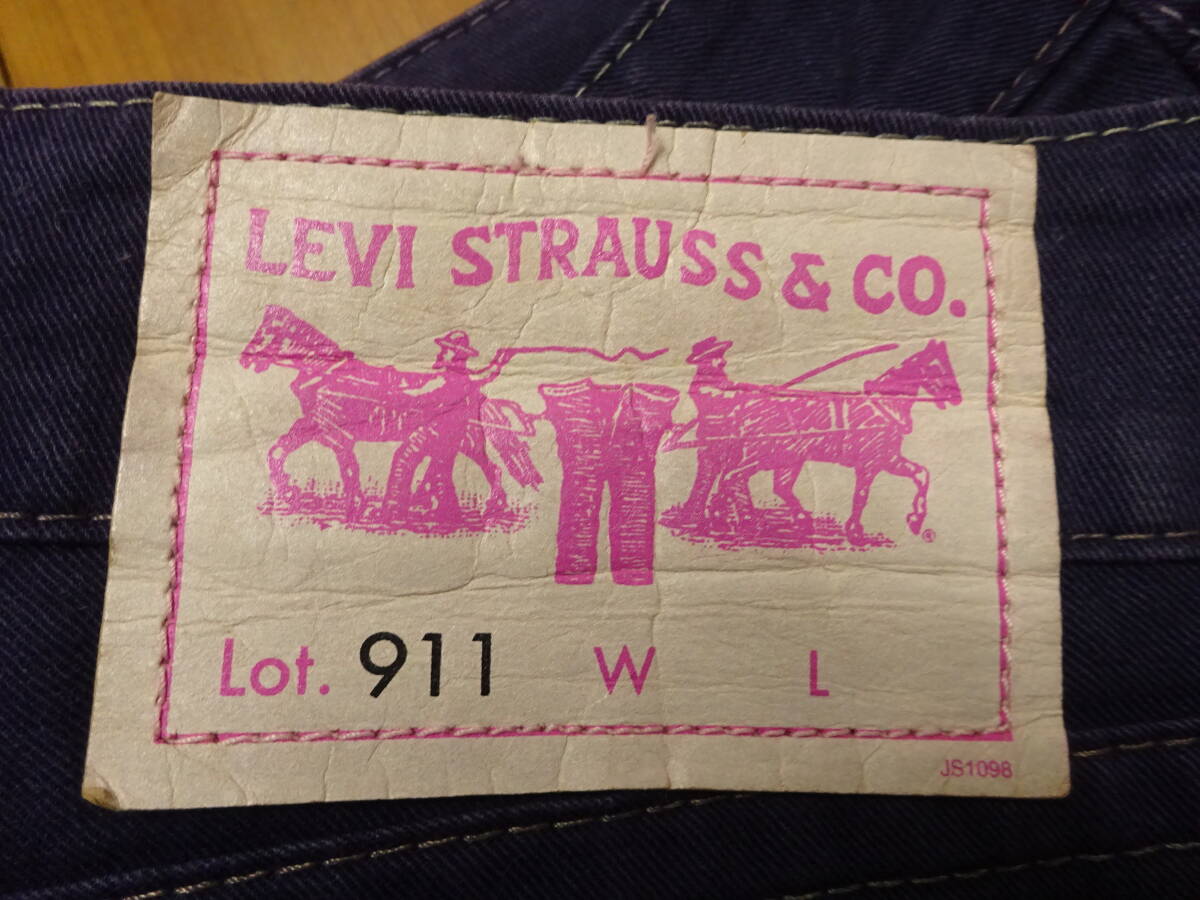 LEVI STRAUSS & CO.
®
Lot. 911 W L
JS1098